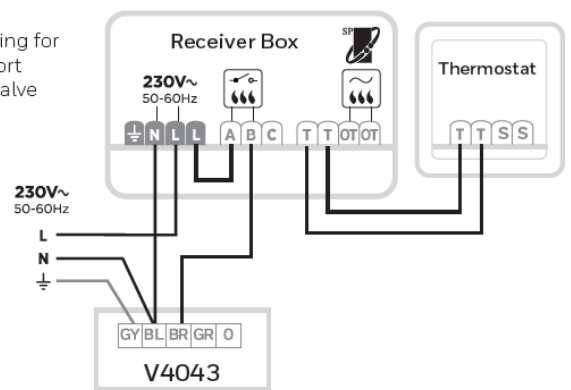 ing for
ort
alve
Receiver Box
SP
Thermostat
230V~
50-60Hz
N L L A B C T T OT OT
T T S S
230V~
50-60Hz
L
N
GY BL BR GR O
V4043